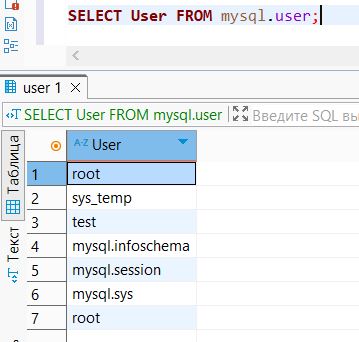 SELECT User FROM mysql.user;
user 1
SELECT User FROM mysql.user
Введите SQL
Таблица
Текст
A-Z User
1 root
2 sys_temp
3 test
4 mysql.infoschema
5 mysql.session
6 mysql.sys
7 root